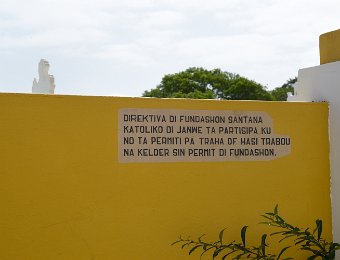 DIREKTIVA DI FUNDASHON SANTANA
KATOLIKO DI JANWE TA PARTISIPA KU
NO TA PERMITI PA TRAHA OF HASI TRABOU
NA KELDER SIN PERMIT DI FUNDASHON.